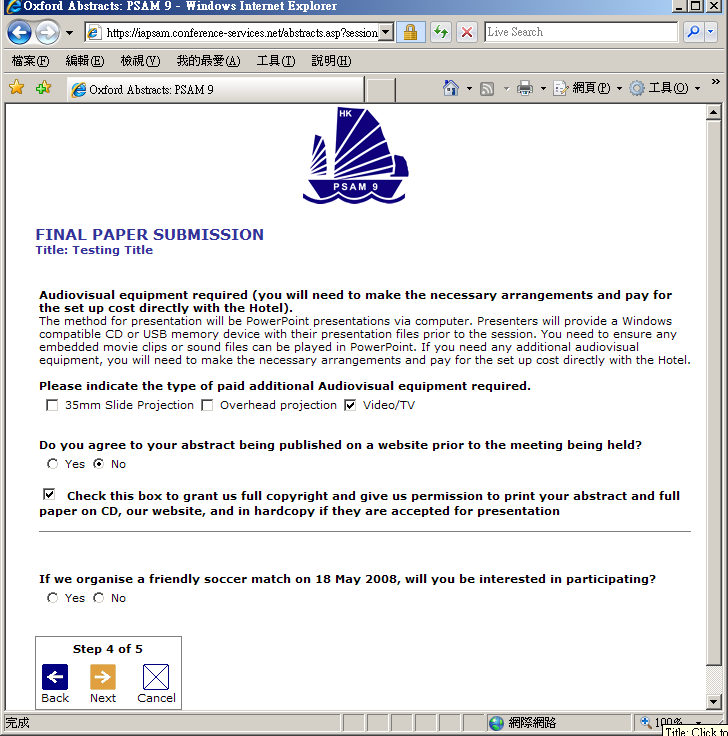 Oxford Abstracts: PSAM 9 - Windows Internet Explorer
https://iapsam.conference-services.net/abstracts.asp?session
Live Search
檔案(F) 編輯(E) 檢視(V) 我的最愛(A) 工具(T) 說明(H)
Oxford Abstracts: PSAM 9
網頁(P) 工具(O)
HK
PSAM 9
FINAL PAPER SUBMISSION
Title: Testing Title
Audiovisual equipment required (you will need to make the necessary arrangements and pay for
the set up cost directly with the Hotel).
The method for presentation will be PowerPoint presentations via computer. Presenters will provide a Windows
compatible CD or USB memory device with their presentation files prior to the session. You need to ensure any
embedded movie clips or sound files can be played in PowerPoint. If you need any additional audiovisual
equipment, you will need to make the necessary arrangements and pay for the set up cost directly with the Hotel.
Please indicate the type of paid additional Audiovisual equipment required.
35mm Slide Projection Overhead projection Video/TV
Do you agree to your abstract being published on a website prior to the meeting being held?
Yes No
Check this box to grant us full copyright and give us permission to print your abstract and full
paper on CD, our website, and in hardcopy if they are accepted for presentation
If we organise a friendly soccer match on 18 May 2008, will you be interested in participating?
Yes No
Step 4 of 5
Back Next Cancel
完成 網際網路 100%
Title: Click to